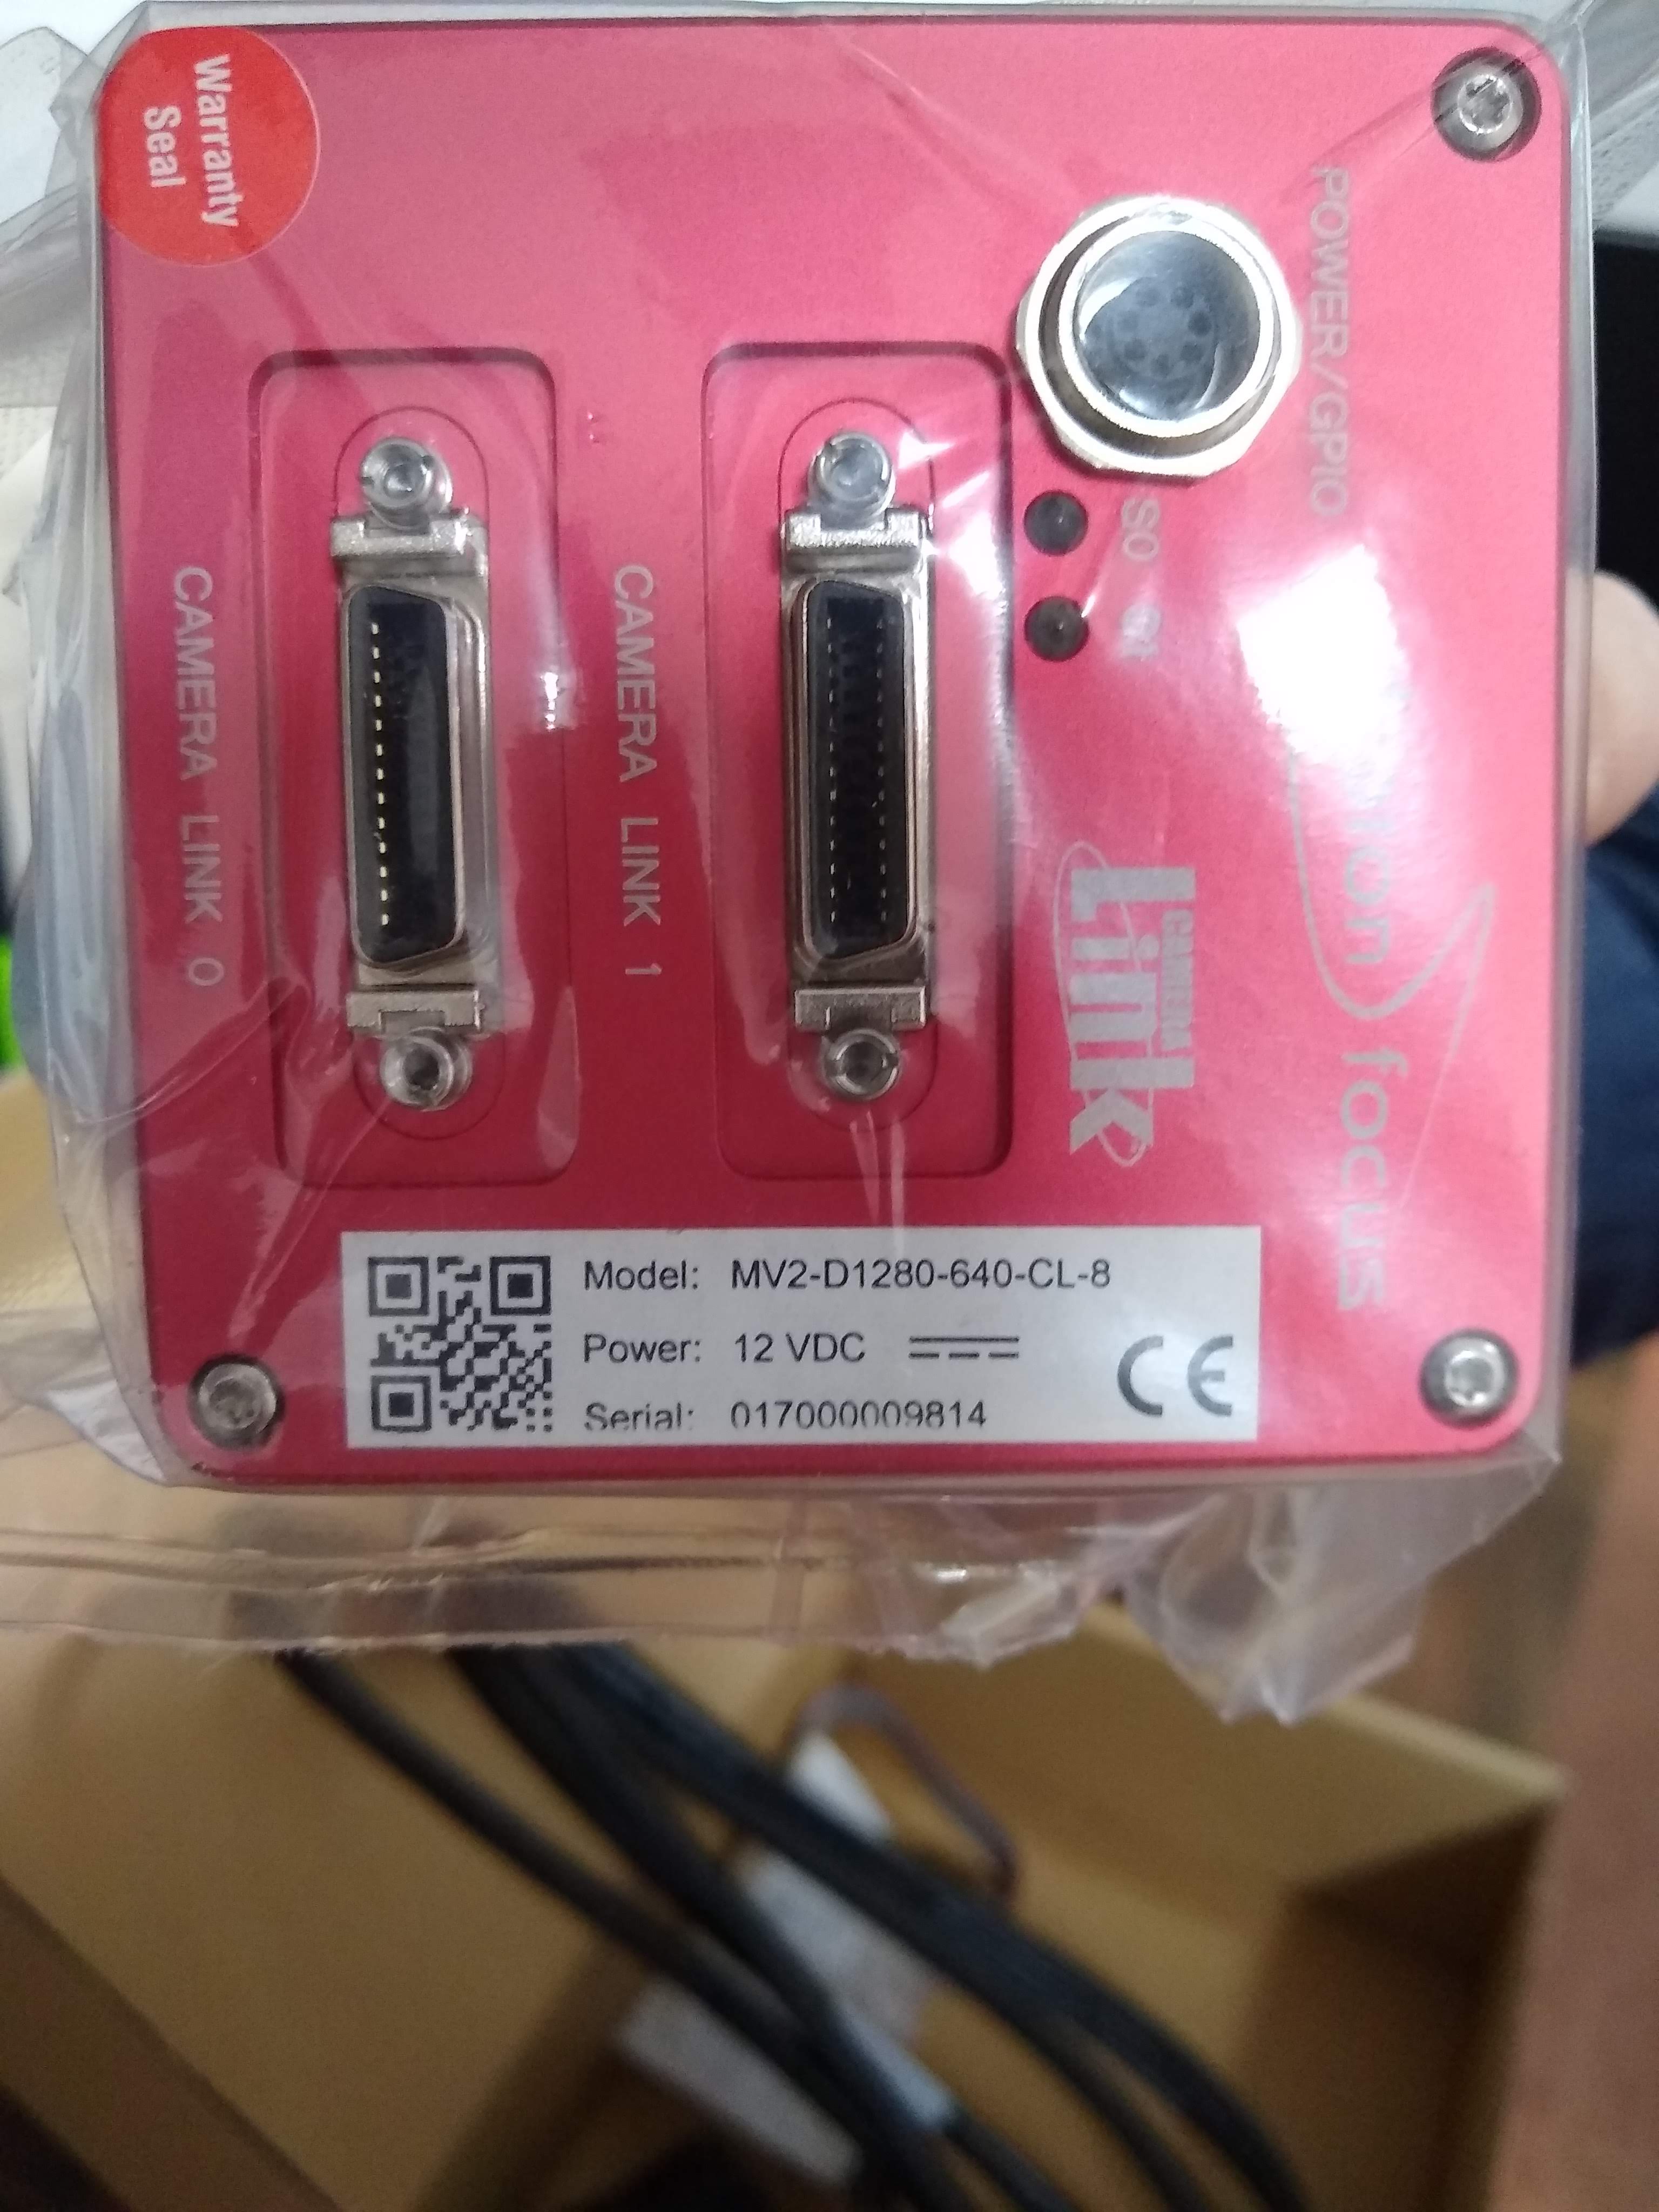 Warranty
Seal
POWER/GPIO
S0
CAMERA LINK 0
CAMERA LINK 1
CAMERA
Link
focus
Model: MV2-D1280-640-CL-8
Power: 12 VDC
Serial: 017000009814
CE